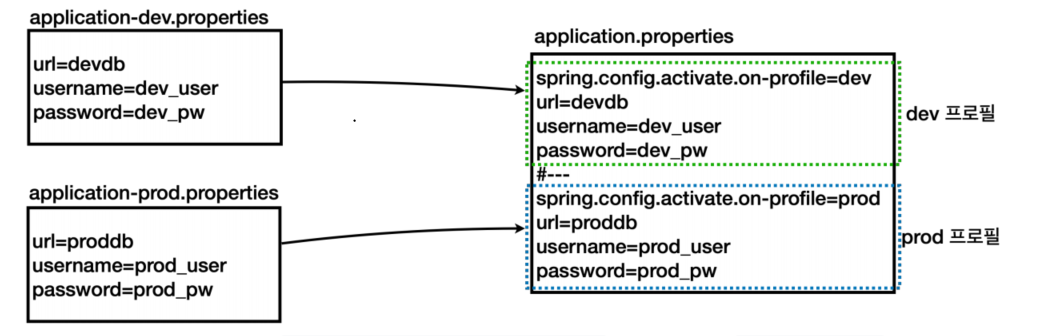 application-dev.properties
url=devdb
username=dev_user
password=dev_pw
application-prod.properties
url=proddb
username=prod_user
password=prod_pw
application.properties
spring.config.activate.on-profile=dev
url=devdb
username=dev_user
password=dev_pw
#---
spring.config.activate.on-profile=prod
url=proddb
username=prod_user
password=prod_pw
dev 프로필
prod 프로필